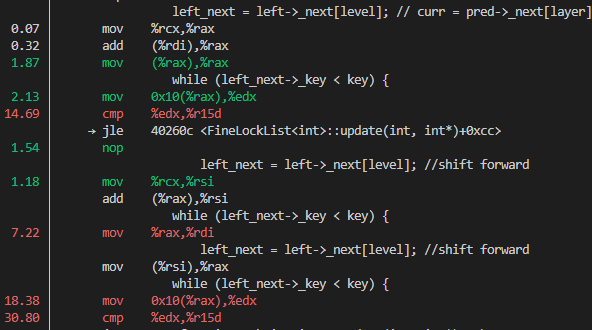 left_next = left->_next[level]; // curr = pred->_next[layer]
0.07 mov %rcx,%rax
0.32 add (%rdi),%rax
1.87 mov (%rax),%rax
while (left_next->_key < key) {
2.13 mov 0x10(%rax),%edx
14.69 cmp %edx,%r15d
→ jle 40260c <FineLockList<int>::update(int, int*)+0xcc>
1.54 nop
left_next = left->_next[level]; //shift forward
1.18 mov %rcx,%rsi
add (%rax),%rsi
while (left_next->_key < key) {
7.22 mov %rax,%rdi
left_next = left->_next[level]; //shift forward
mov (%rsi),%rax
while (left_next->_key < key) {
18.38 mov 0x10(%rax),%edx
30.80 cmp %edx,%r15d